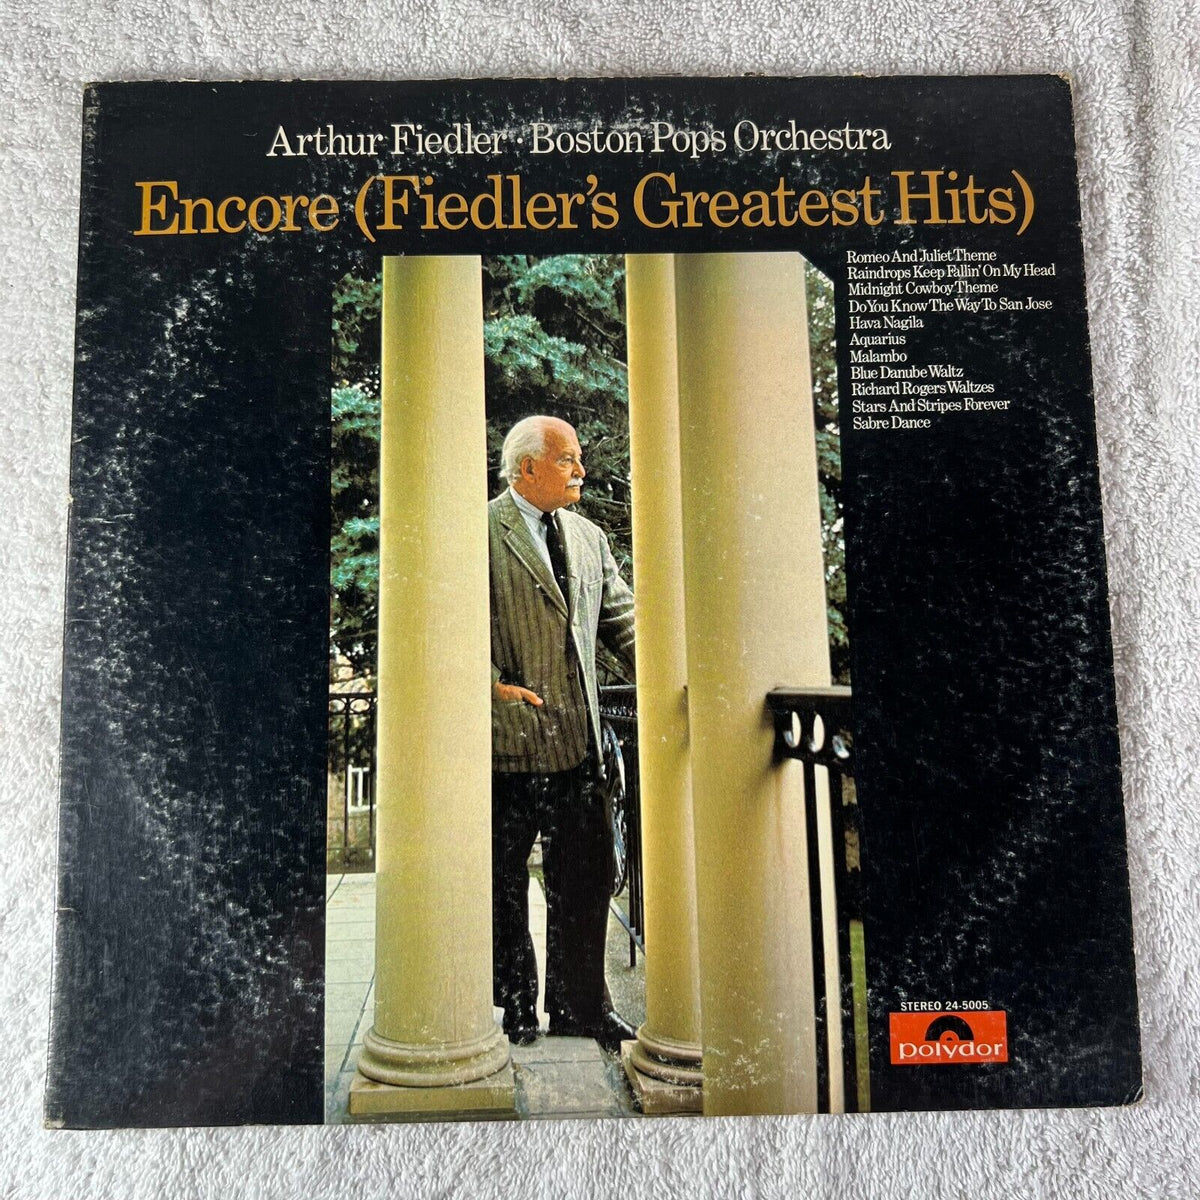 Arthur Fiedler · Boston Pops Orchestra
Encore (Fiedler's Greatest Hits)
Romeo And Juliet Theme
Raindrops Keep Fallin' On My Head
Midnight Cowboy Theme
Do You Know The Way To San Jose
Hava Nagila
Aquarius
Malambo
Blue Danube Waltz
Richard Rogers Waltzes
Stars And Stripes Forever
Sabre Dance
STEREO 24-5005
polydor